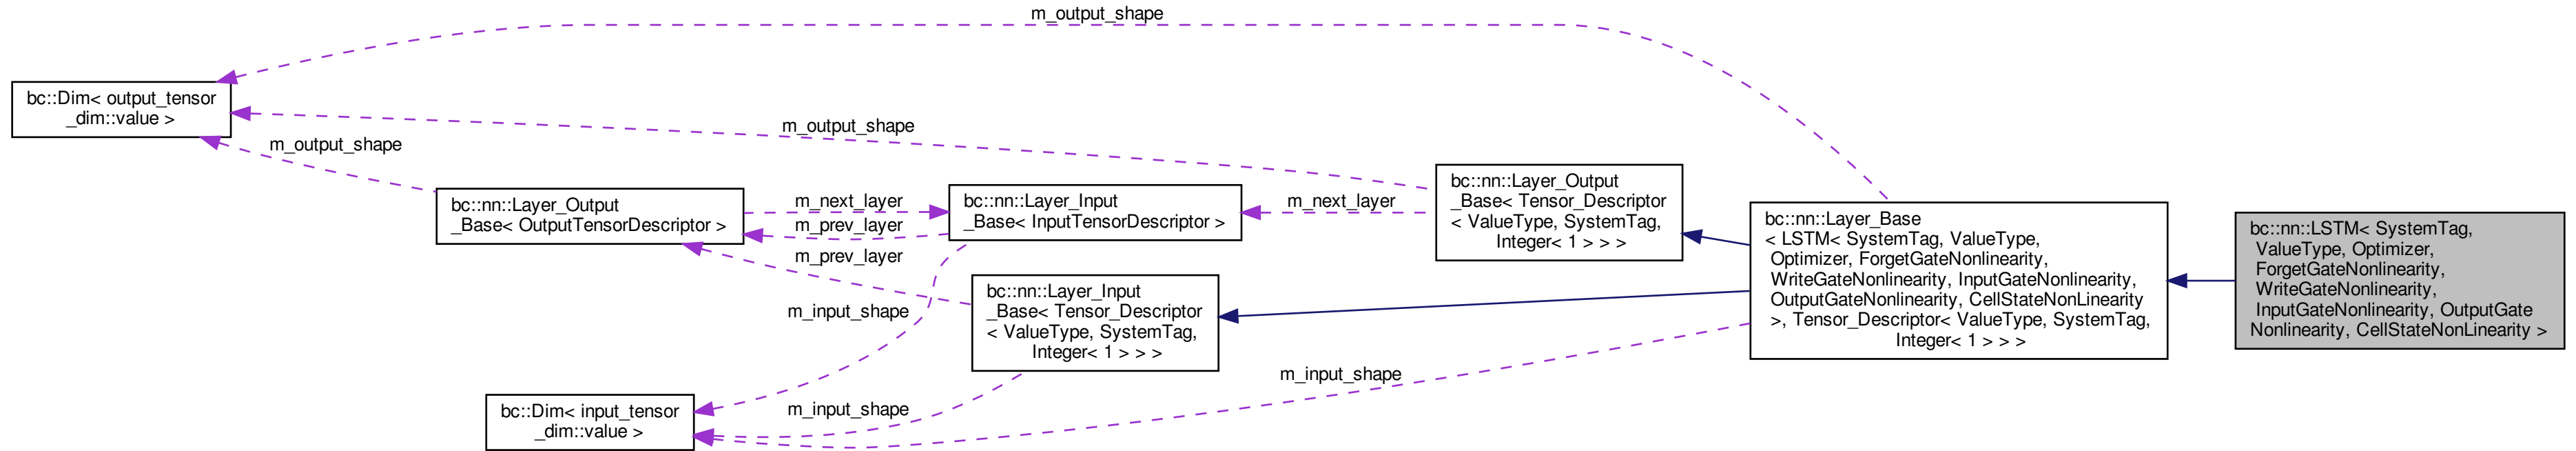 m_output_shape
bc::Dim< output_tensor
_dim::value >
m_output_shape
m_output_shape
bc::nn::Layer_Output
_Base< OutputTensorDescriptor >
m_next_layer
m_prev_layer
m_prev_layer
bc::nn::Layer_Input
_Base< InputTensorDescriptor >
m_next_layer
bc::nn::Layer_Output
_Base< Tensor_Descriptor
< ValueType, SystemTag,
Integer< 1 > > >
bc::nn::Layer_Input
_Base< Tensor_Descriptor
< ValueType, SystemTag,
Integer< 1 > > >
m_input_shape
m_input_shape
m_input_shape
bc::Dim< input_tensor
_dim::value >
bc::nn::Layer_Base
< LSTM< SystemTag, ValueType,
Optimizer, ForgetGateNonlinearity,
WriteGateNonlinearity, InputGateNonlinearity,
OutputGateNonlinearity, CellStateNonLinearity
>, Tensor_Descriptor< ValueType, SystemTag,
Integer< 1 > > >
bc::nn::LSTM< SystemTag,
ValueType, Optimizer,
ForgetGateNonlinearity,
WriteGateNonlinearity,
InputGateNonlinearity, OutputGate
Nonlinearity, CellStateNonLinearity >